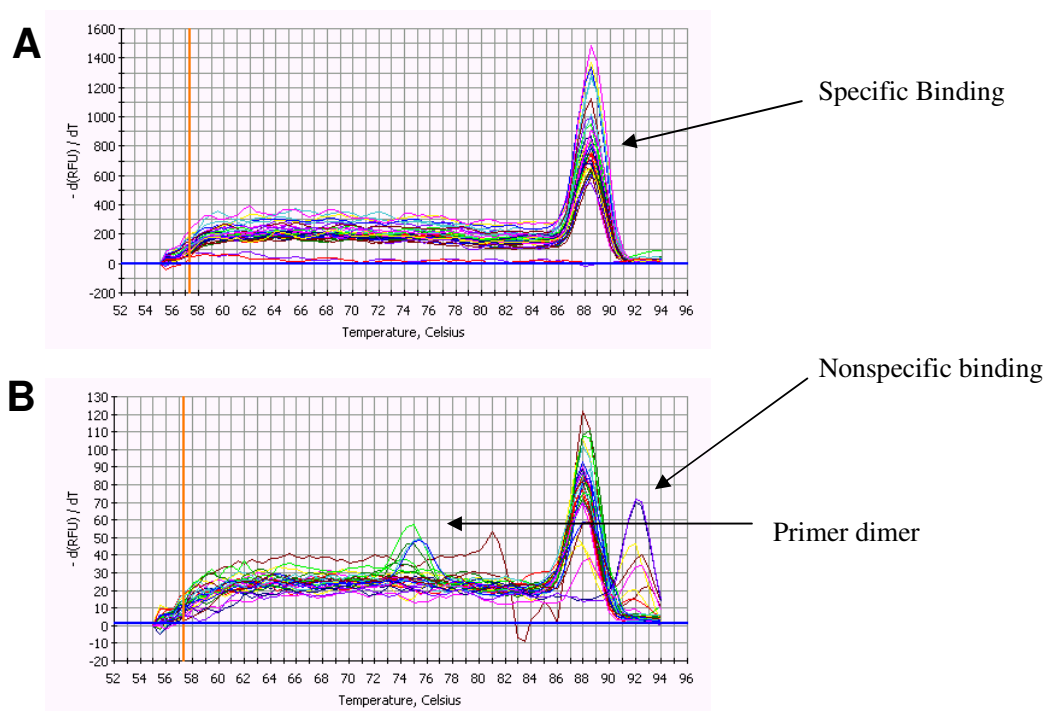 A
1600
1400
1200
1000
800
600
400
200
0
-200
- d(RFU) / dT
52 54 56 58 60 62 64 66 68 70 72 74 76 78 80 82 84 86 88 90 92 94 96
Temperature, Celsius
Specific Binding
B
130
120
110
100
90
80
70
60
50
40
30
20
10
0
-10
-20
- d(RFU) / dT
52 54 56 58 60 62 64 66 68 70 72 74 76 78 80 82 84 86 88 90 92 94 96
Temperature, Celsius
Nonspecific binding
Primer dimer